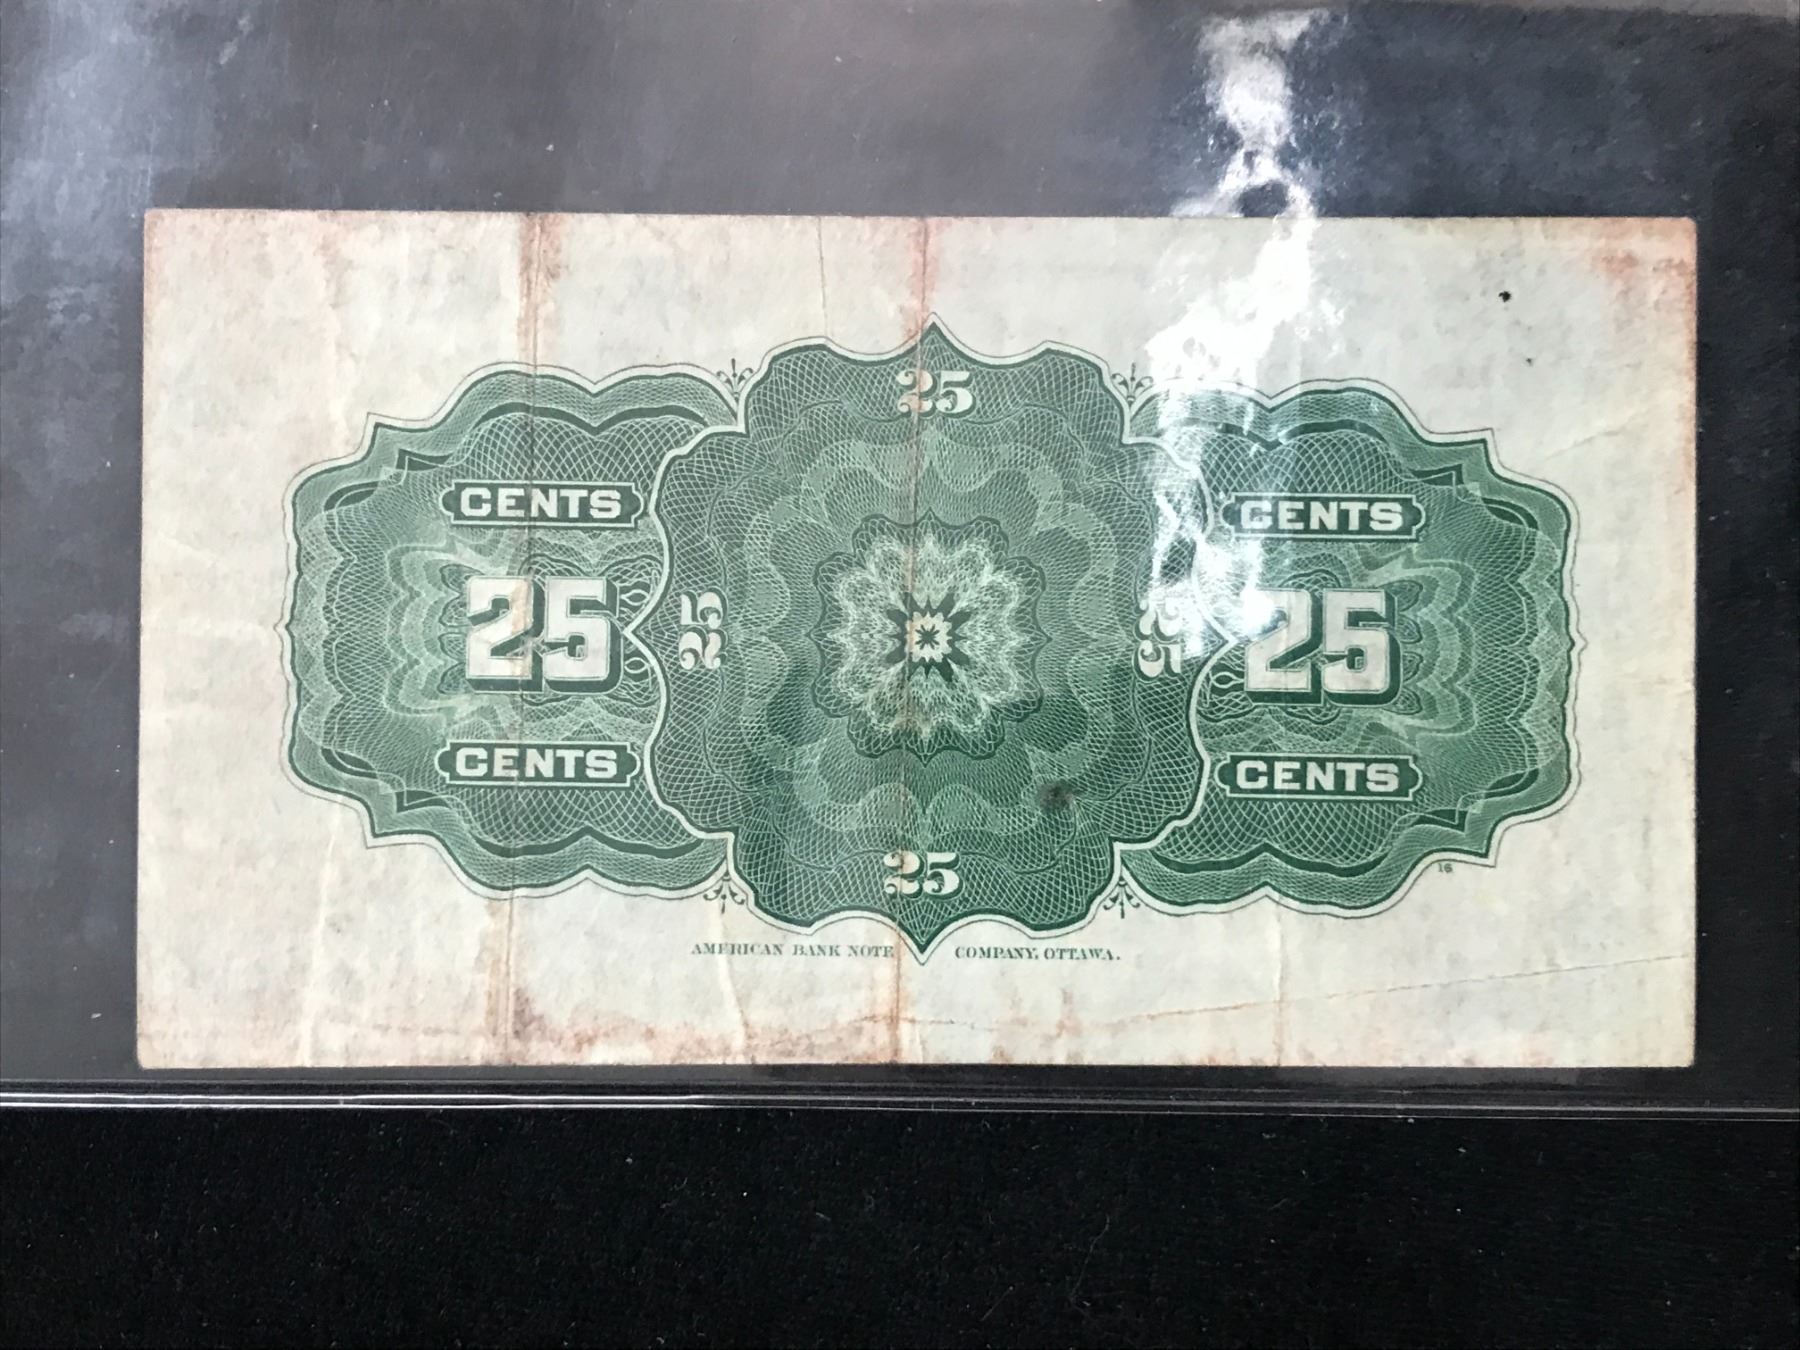 25
CENTS CENTS
25 25 25 25
CENTS CENTS
25
16
AMERICAN BANK NOTE COMPANY, OTTAWA.